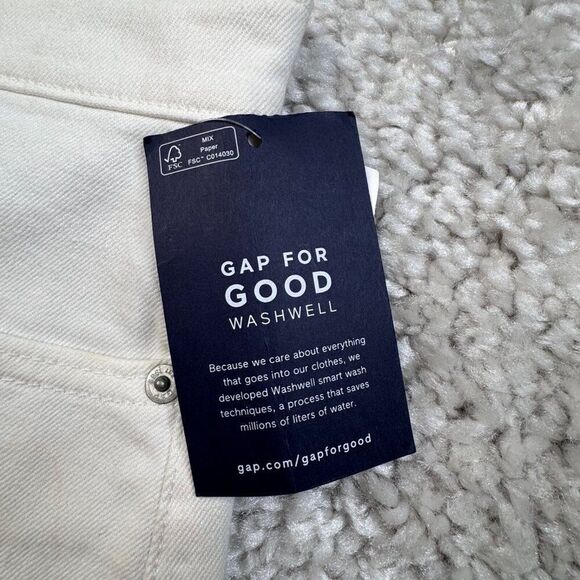 MIX
Paper
FSC™ C014030
FSC
GAP FOR
GOOD
WASHWELL
Because we care about everything
that goes into our clothes, we
developed Washwell smart wash
techniques, a process that saves
millions of liters of water.
gap.com/gapforgood